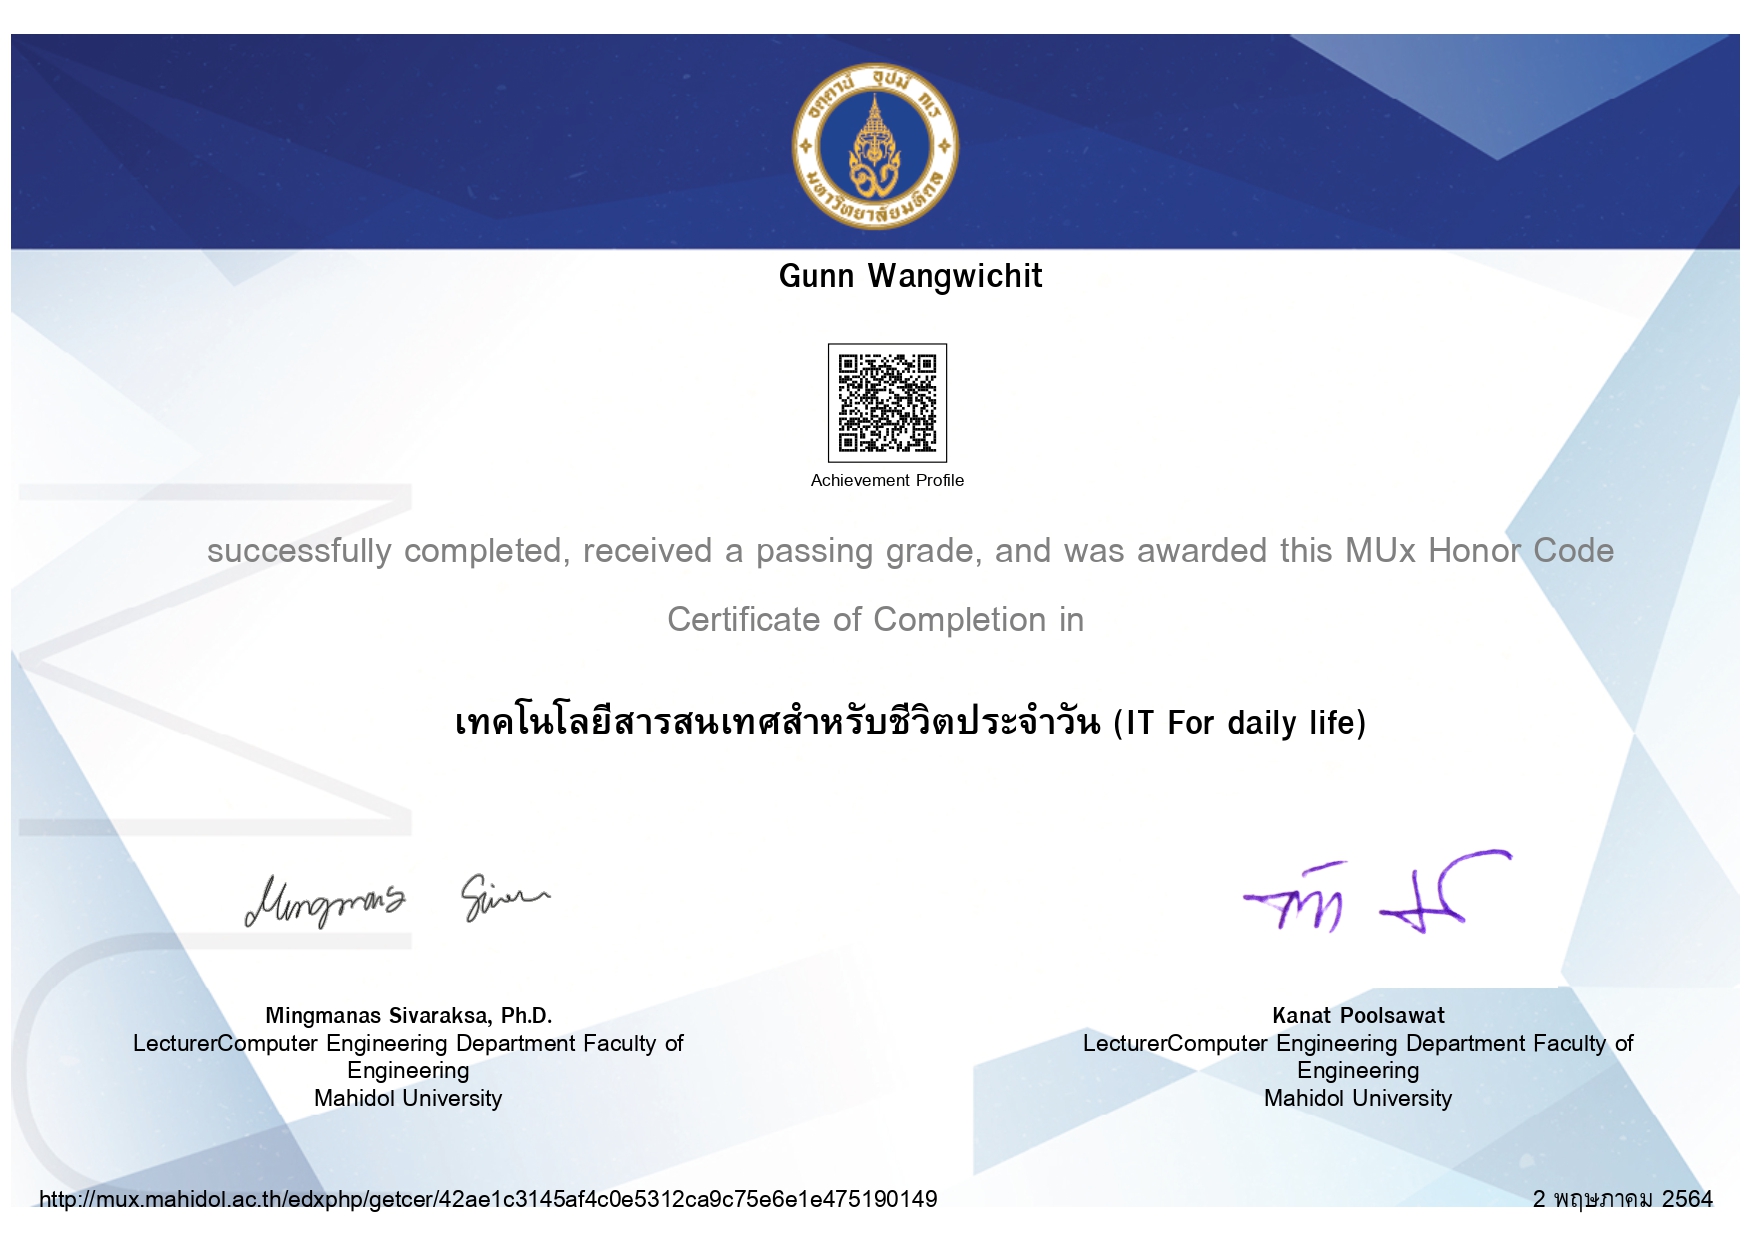 อตฺตานํ อุปมํ กเร
มหาวิทยาลัยมหิดล
Gunn Wangwichit
Achievement Profile
successfully completed, received a passing grade, and was awarded this MUx Honor Code
Certificate of Completion in
เทคโนโลยีสารสนเทศสำหรับชีวิตประจำวัน (IT For daily life)
Mingmanas
Mingmanas Sivaraksa, Ph.D.
LecturerComputer Engineering Department Faculty of
Engineering
Mahidol University
Kanat Poolsawat
LecturerComputer Engineering Department Faculty of
Engineering
Mahidol University
http://mux.mahidol.ac.th/edxphp/getcer/42ae1c3145af4c0e5312ca9c75e6e1e475190149
2 พฤษภาคม 2564